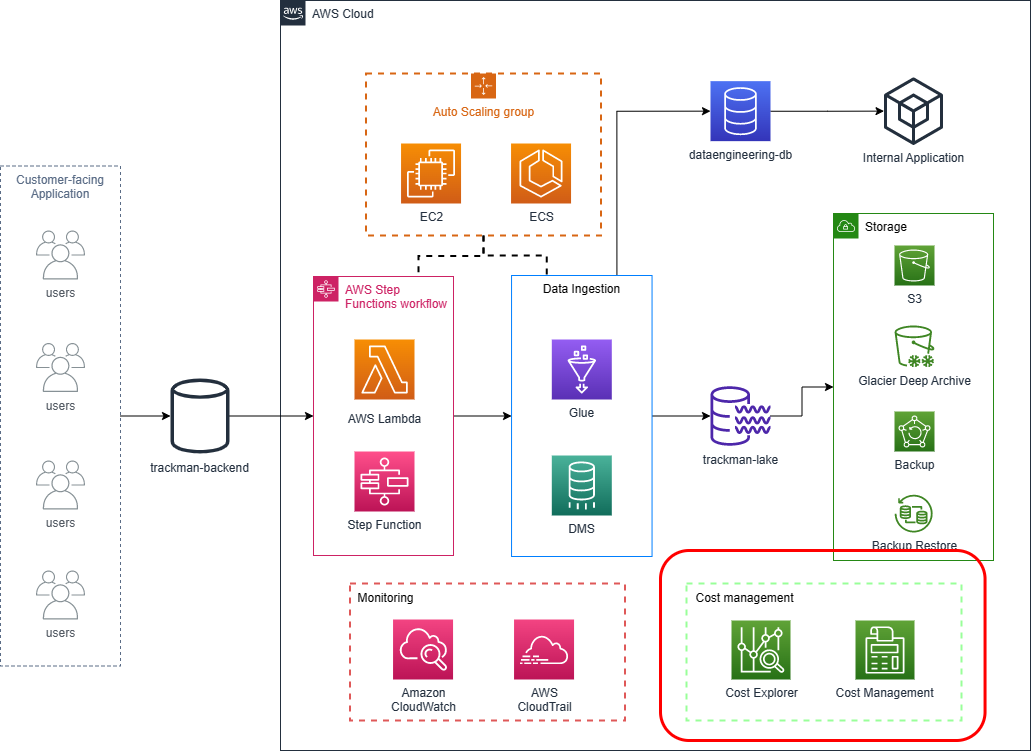 aws
AWS Cloud
Auto Scaling group
EC2
ECS
dataengineering-db
Internal Application
Customer-facing
Application
users
users
users
users
trackman-backend
AWS Step
Functions workflow
AWS Lambda
Step Function
Data Ingestion
Glue
DMS
trackman-lake
Storage
S3
Glacier Deep Archive
Backup
Backup Restore
Monitoring
Amazon
CloudWatch
AWS
CloudTrail
Cost management
Cost Explorer
Cost Management